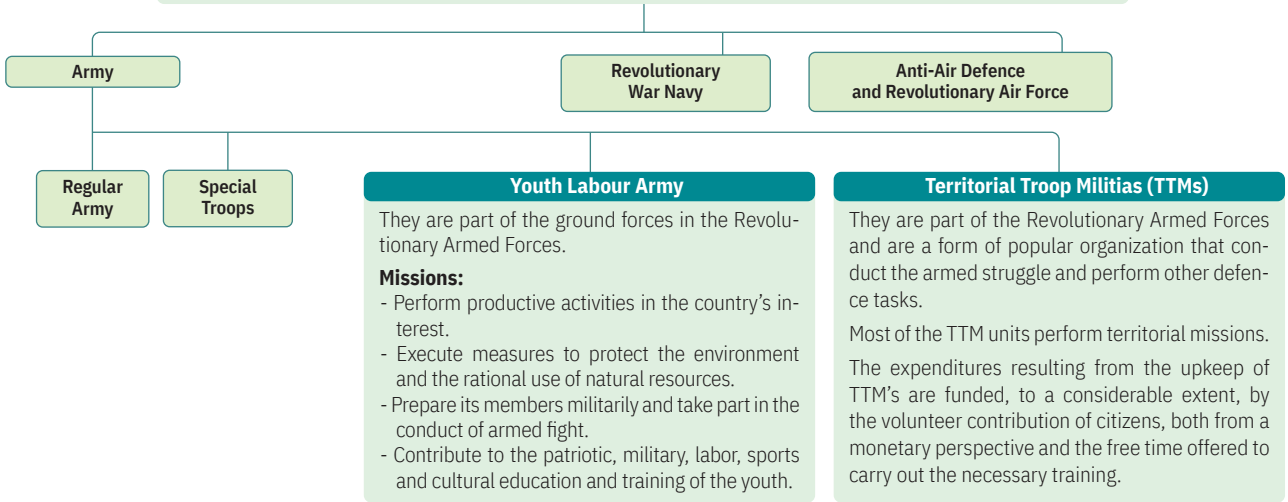 Army
Revolutionary
War Navy
Anti-Air Defence
and Revolutionary Air Force
Regular
Army
Special
Troops
Youth Labour Army
They are part of the ground forces in the Revolu-
tionary Armed Forces.
Missions:
- Perform productive activities in the country's in-
terest.
- Execute measures to protect the environment
and the rational use of natural resources.
- Prepare its members militarily and take part in the
conduct of armed fight.
- Contribute to the patriotic, military, labor, sports
and cultural education and training of the youth.
Territorial Troop Militias (TTMs)
They are part of the Revolutionary Armed Forces
and are a form of popular organization that con-
duct the armed struggle and perform other defen-
ce tasks.
Most of the TTM units perform territorial missions.
The expenditures resulting from the upkeep of
TTM's are funded, to a considerable extent, by
the volunteer contribution of citizens, both from a
monetary perspective and the free time offered to
carry out the necessary training.